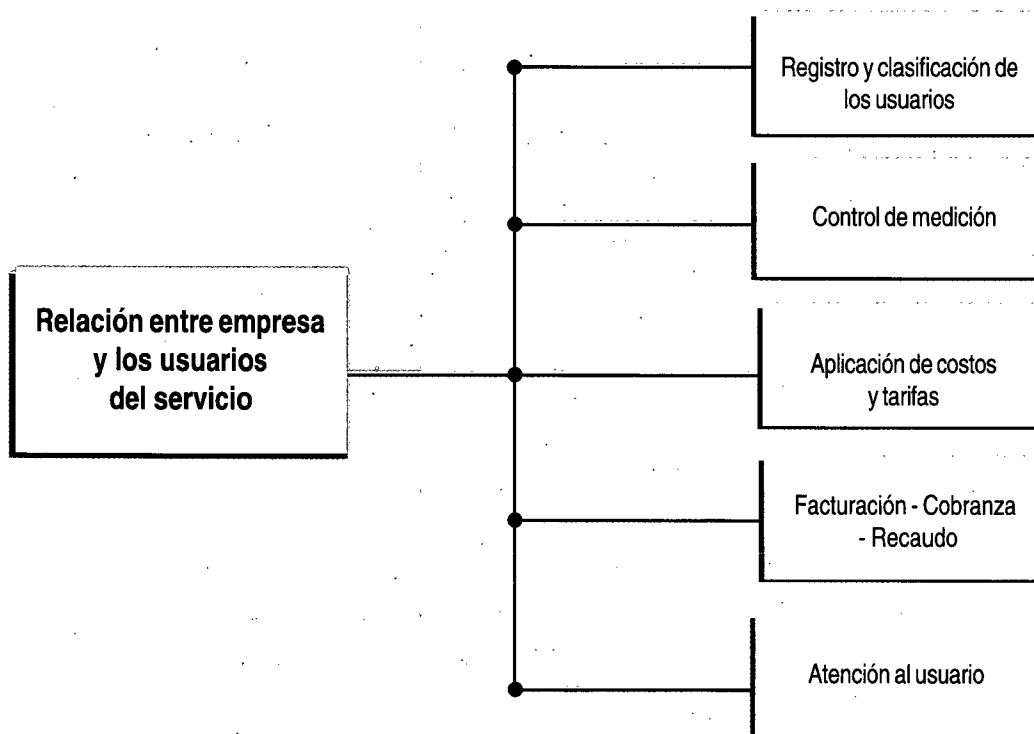 Registro y clasificación de
los usuarios
Control de medición
Relación entre empresa
y los usuarios
del servicio
Aplicación de costos
y tarifas
Facturación - Cobranza
- Recaudo
Atención al usuario